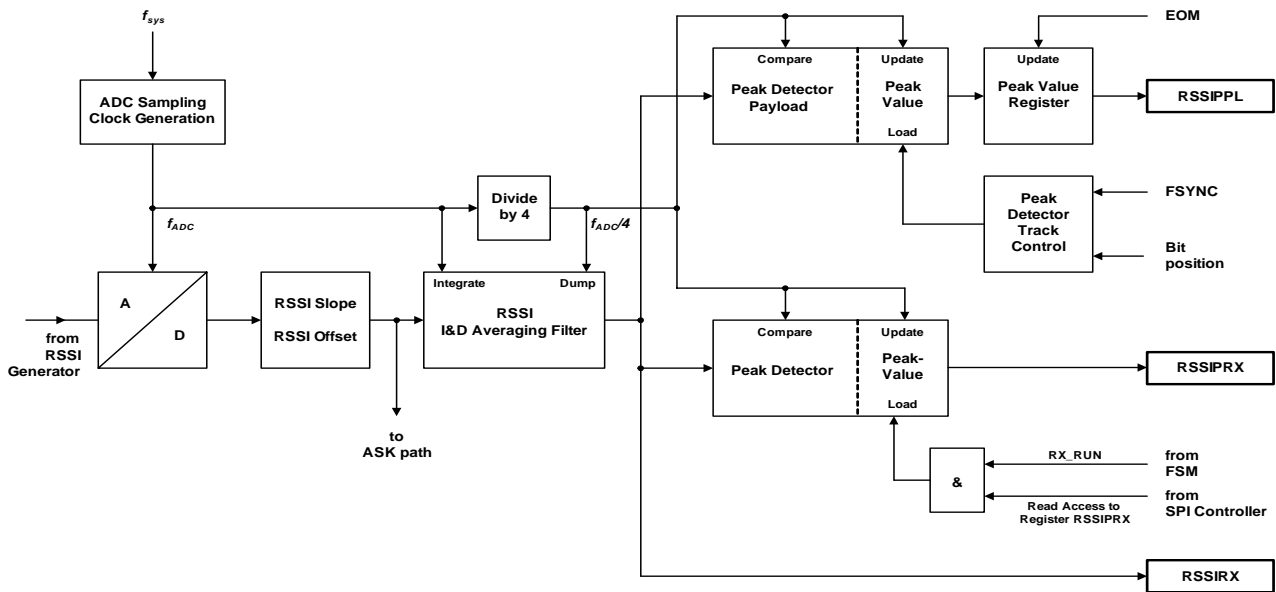 f_sys
EOM
Compare
Update
Update
ADC Sampling
Clock Generation
Peak Detector
Payload
Peak
Value
Peak Value
Register
RSSIPPL
Load
Divide
by 4
f_ADC
f_ADC/4
Peak
Detector
Track
Control
FSYNC
Bit
position
A
D
RSSI Slope
RSSI Offset
Integrate
Dump
RSSI
I&D Averaging Filter
from
RSSI
Generator
Compare
Update
Peak Detector
Peak-
Value
RSSIPRX
Load
to
ASK path
&
RX_RUN
from
FSM
Read Access to
Register RSSIPRX
from
SPI Controller
RSSIRX